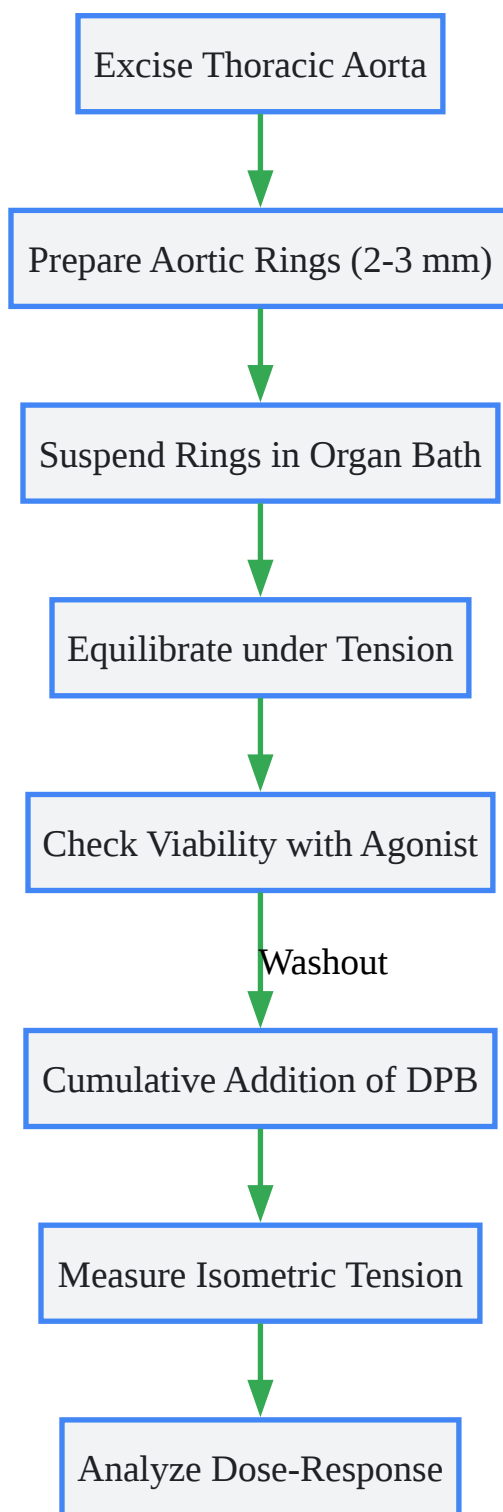 Excise Thoracic Aorta
Prepare Aortic Rings (2-3 mm)
Suspend Rings in Organ Bath
Equilibrate under Tension
Check Viability with Agonist
Washout
Cumulative Addition of DPB
Measure Isometric Tension
Analyze Dose-Response